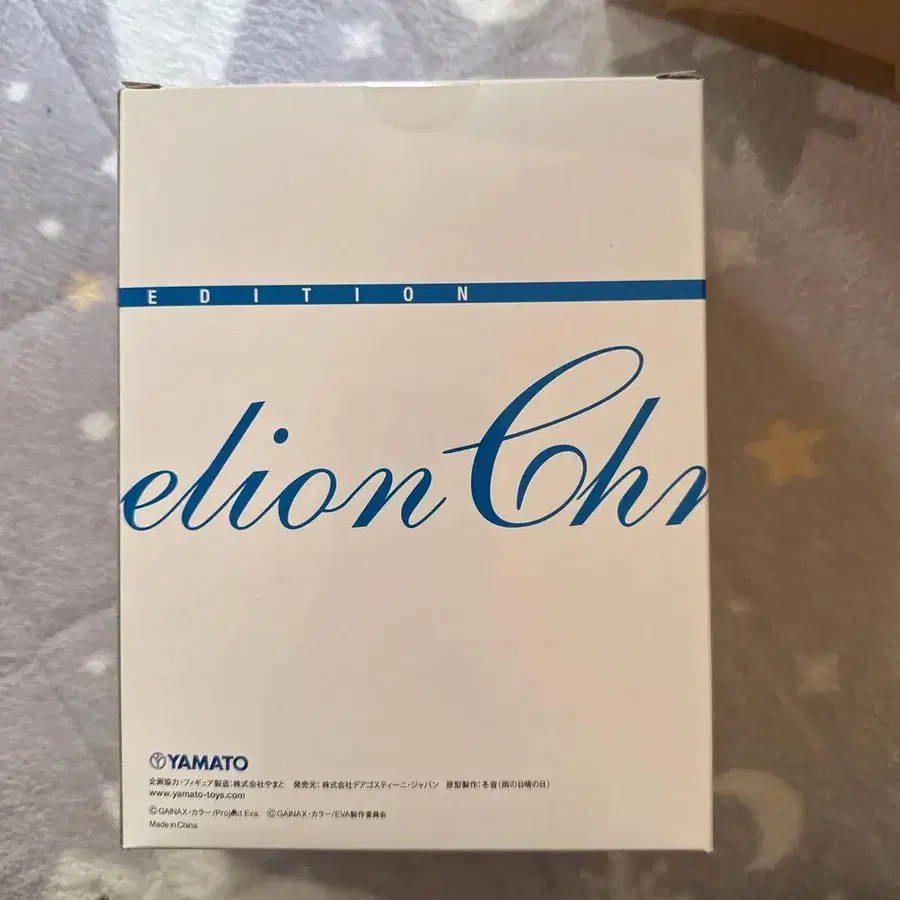 EDITION
elion Chr
YAMATO
企画協力・フィギュア製造：株式会社やまと 発売元：株式会社デアゴスティーニ・ジャパン 原型製作：冬音（雨の日晴の日）
www.yamato-toys.com
©GAINAX・カラー/Project Eva. ©GAINAX・カラー/EVA製作委員会
Made in China